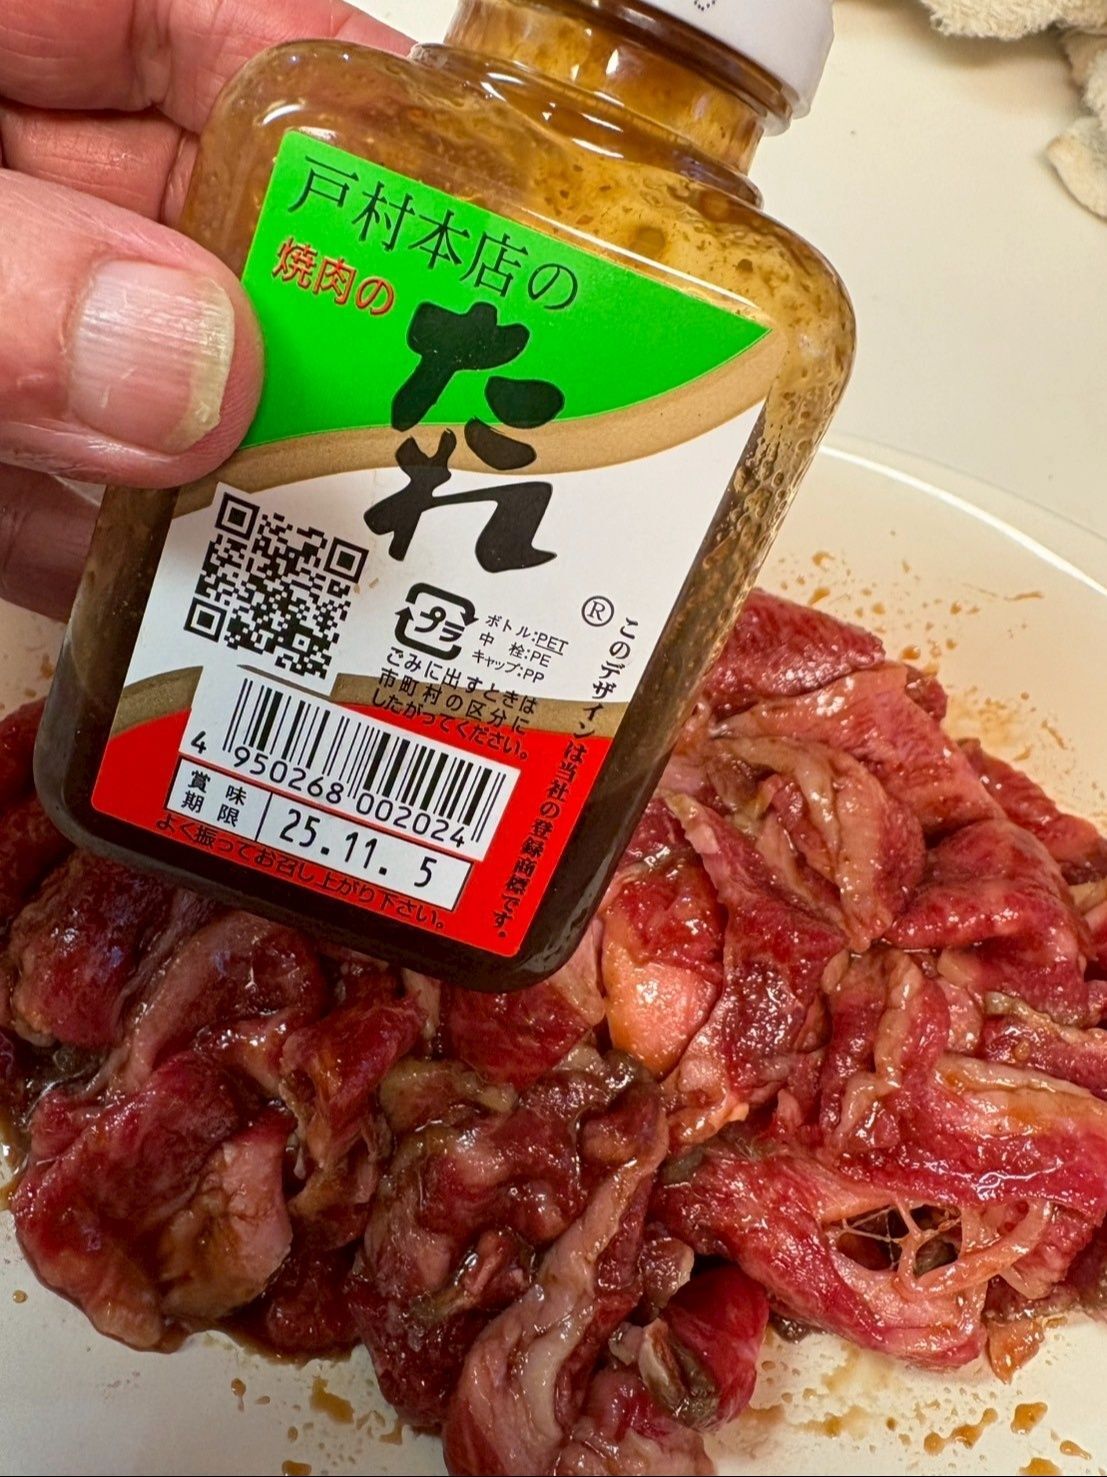 戸村本店の
焼肉の
たれ
®
このデザインは当社の登録商標です。
プラ
ボトル:PET
中 栓:PE
キャップ:PP
ごみに出すときは
市町村の区分に
したがってください。
4 950268 002024
賞味期限 25.11. 5
よく振ってお召し上がり下さい。